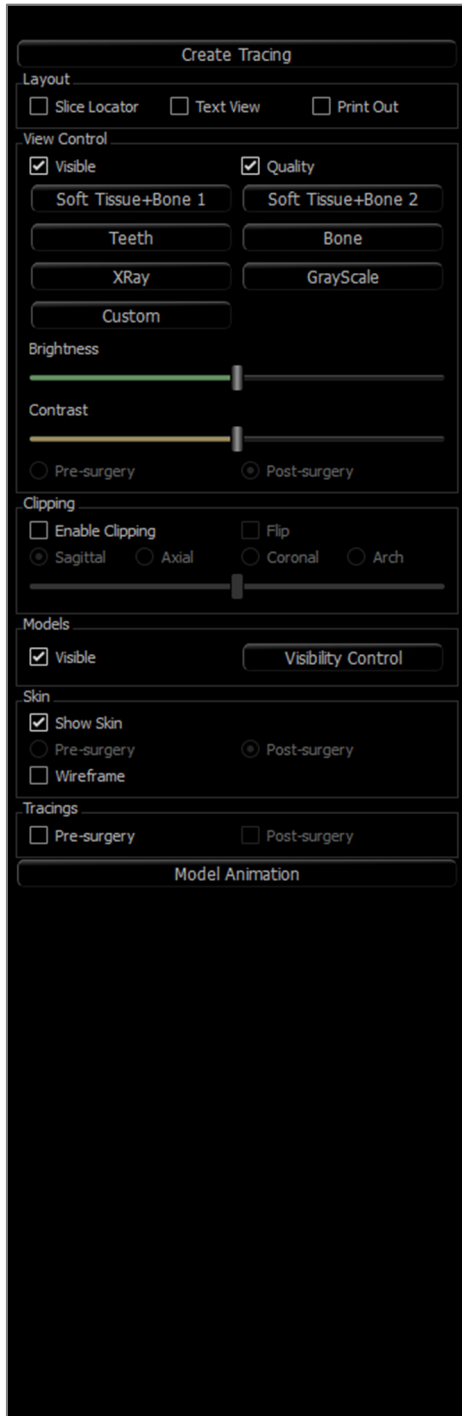 Create Tracing
Layout
Slice Locator Text View Print Out
View Control
Visible Quality
Soft Tissue+Bone 1 Soft Tissue+Bone 2
Teeth Bone
XRay GrayScale
Custom
Brightness
Contrast
Pre-surgery Post-surgery
Clipping
Enable Clipping Flip
Sagittal Axial Coronal Arch
Models
Visible Visibility Control
Skin
Show Skin
Pre-surgery Post-surgery
Wireframe
Tracings
Pre-surgery Post-surgery
Model Animation